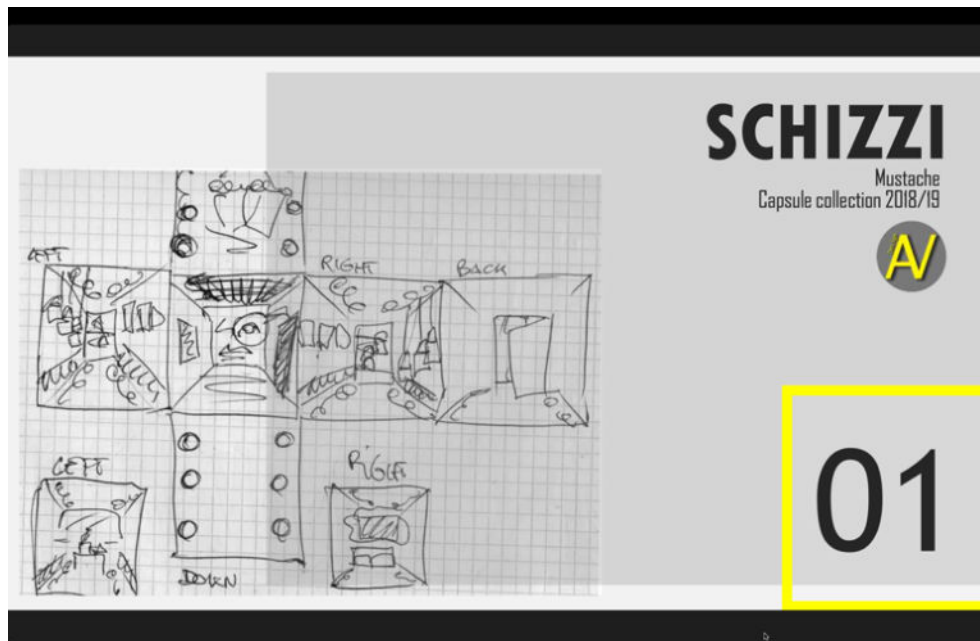 SCHIZZI
Mustache
Capsule collection 2018/19
AV
LEFT
RIGHT
BACK
LEFT
RIGHT
DOWN
01